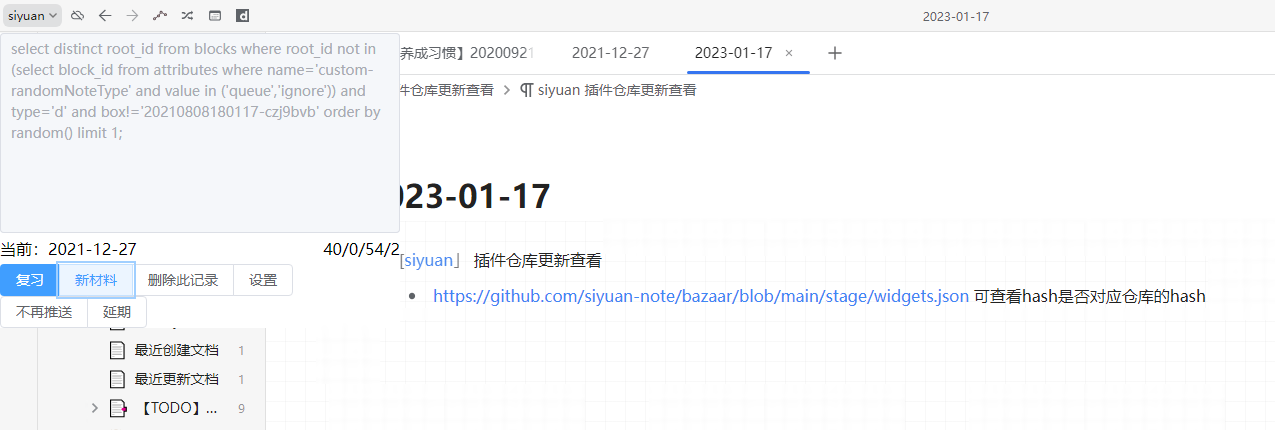 siyuan
2023-01-17
select distinct root_id from blocks where root_id not in
(select block_id from attributes where name='custom-
randomNoteType' and value in ('queue','ignore')) and
type='d' and box!='20210808180117-czj9bvb' order by
random() limit 1;
养成习惯】20200921
2021-12-27
2023-01-17
件仓库更新查看
siyuan 插件仓库更新查看
023-01-17
当前：2021-12-27
40/0/54/2
[siyuan」 插件仓库更新查看
复习
新材料
删除此记录
设置
https://github.com/siyuan-note/bazaar/blob/main/stage/widgets.json 可查看hash是否对应仓库的hash
不再推送
延期
最近创建文档 1
最近更新文档 1
【TODO】... 9